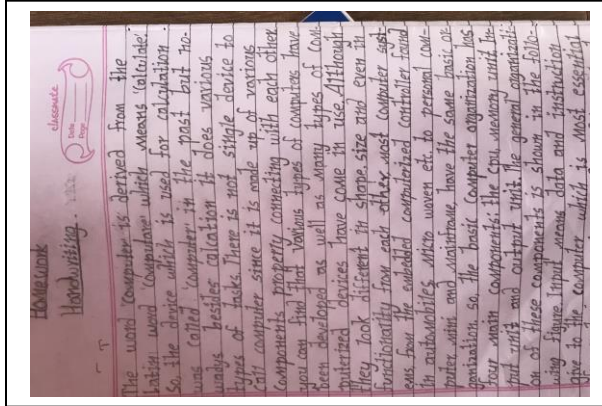 Homework
classmate
Date
Page
Handwriting.
The word 'computer is derived from the
Latin word 'computare' which means 'calculate'.
So, the device which is used for calculation
was called 'computer' in the past but no-
wadays besides calcation it does various
types of tasks. There is not single device to
call computer since it is made up of various
components properly connecting with each other
you can find that various types of computers have
been developed as well as many types of com-
puterized devices have come in use. Although
they look different in shape, size and even in
functionality from each other most computer syst-
ems from the embedded computerized controller found
in automobiles micro woven etc. to personal com-
puter mini and mainframe, have the same basic or-
ganization. so, the basic computer organization has
four main components: the cpu, memory unit in-
put unit and output unit. The general organizati-
on of these components is shown in the follo-
wing figure Input means data and instruction
give to the computer which is most essential